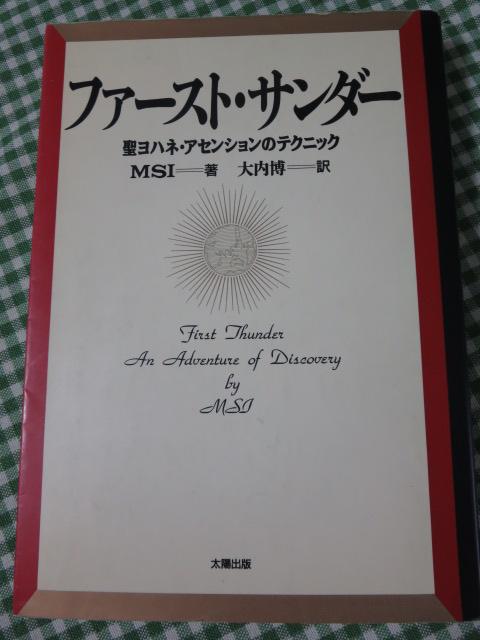 ファースト・サンダー
聖ヨハネ・アセンションのテクニック
MSI──著 大内博──訳
First Thunder
An Adventure of Discovery
by
MSI
太陽出版